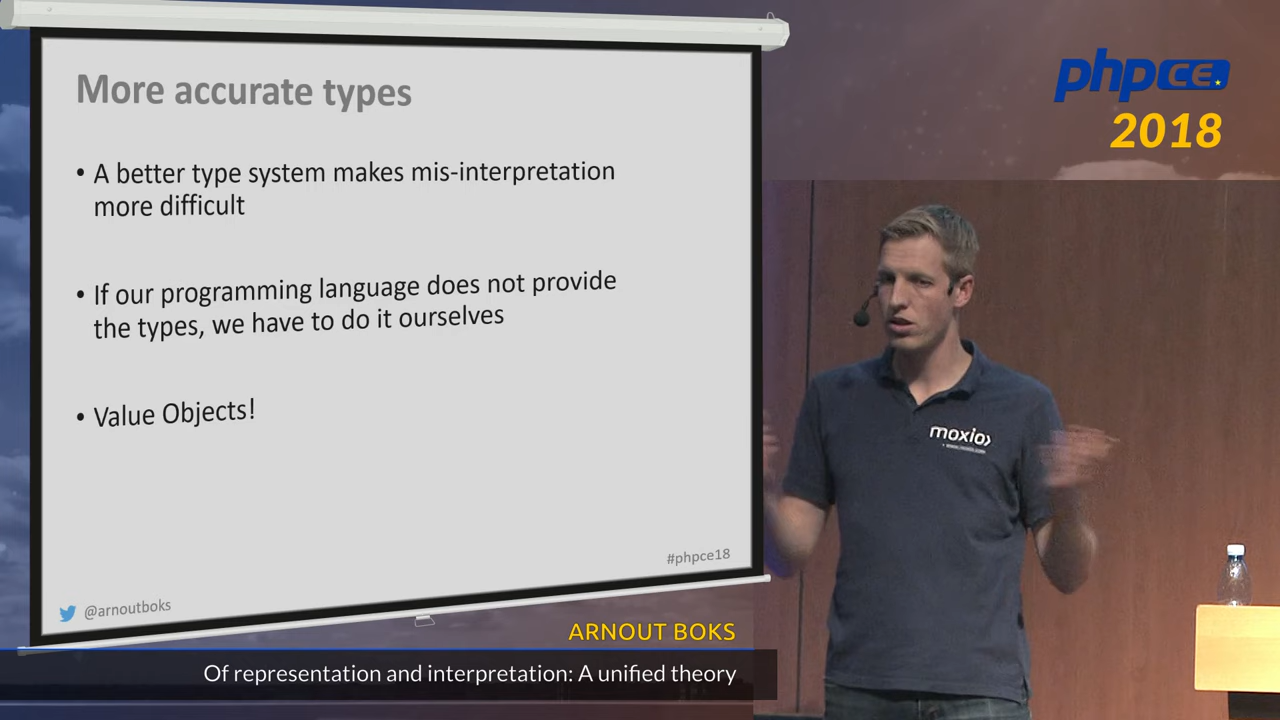 More accurate types
• A better type system makes mis-interpretation
more difficult
• If our programming language does not provide
the types, we have to do it ourselves
• Value Objects!
#phpce18
@arnoutboks
phpce
2018
moxio
ARNOUT BOKS
Of representation and interpretation: A unified theory